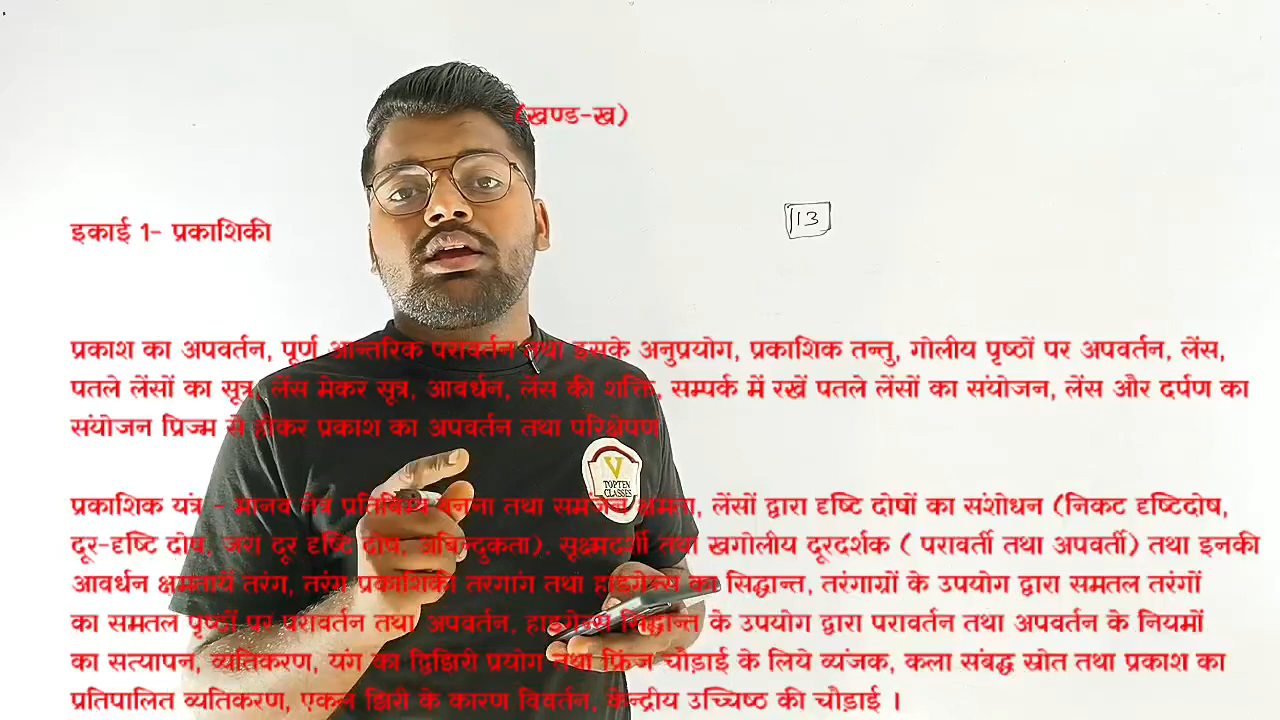 (खण्ड-ख)
13
इकाई 1- प्रकाशिकी
प्रकाश का अपवर्तन, पूर्ण आन्तरिक परावर्तन तथा इसके अनुप्रयोग, प्रकाशिक तन्तु, गोलीय पृष्ठों पर अपवर्तन, लेंस,
पतले लेंसों का सूत्र, लेंस मेकर सूत्र, आवर्धन, लेंस की शक्ति, सम्पर्क में रखें पतले लेंसों का संयोजन, लेंस और दर्पण का
संयोजन प्रिज्म से होकर प्रकाश का अपवर्तन तथा परिक्षेपण
V
TOPTEN
CLASSES
प्रकाशिक यंत्र - मानव नेत्र प्रतिबिम्ब बनना तथा समंजन क्षमता, लेंसों द्वारा दृष्टि दोषों का संशोधन (निकट दृष्टिदोष,
दूर-दृष्टि दोष, जरा दूर दृष्टि दोष, अबिन्दुकता). सूक्ष्मदर्शी तथा खगोलीय दूरदर्शक ( परावर्ती तथा अपवर्ती) तथा इनकी
आवर्धन क्षमतायें तरंग, तरंग प्रकाशिकी तरगांग तथा हाइगेन्स का सिद्धान्त, तरंगाग्रों के उपयोग द्वारा समतल तरंगों
का समतल पृष्ठों पर परावर्तन तथा अपवर्तन, हाइगेन्स सिद्धान्त के उपयोग द्वारा परावर्तन तथा अपवर्तन के नियमों
का सत्यापन, व्यतिकरण, यंग का द्विझिरी प्रयोग तथा फ्रिंज चौड़ाई के लिये व्यंजक, कला संबद्ध स्रोत तथा प्रकाश का
प्रतिपालित व्यतिकरण, एकल झिरी के कारण विवर्तन, केन्द्रीय उच्चिष्ठ की चौड़ाई ।